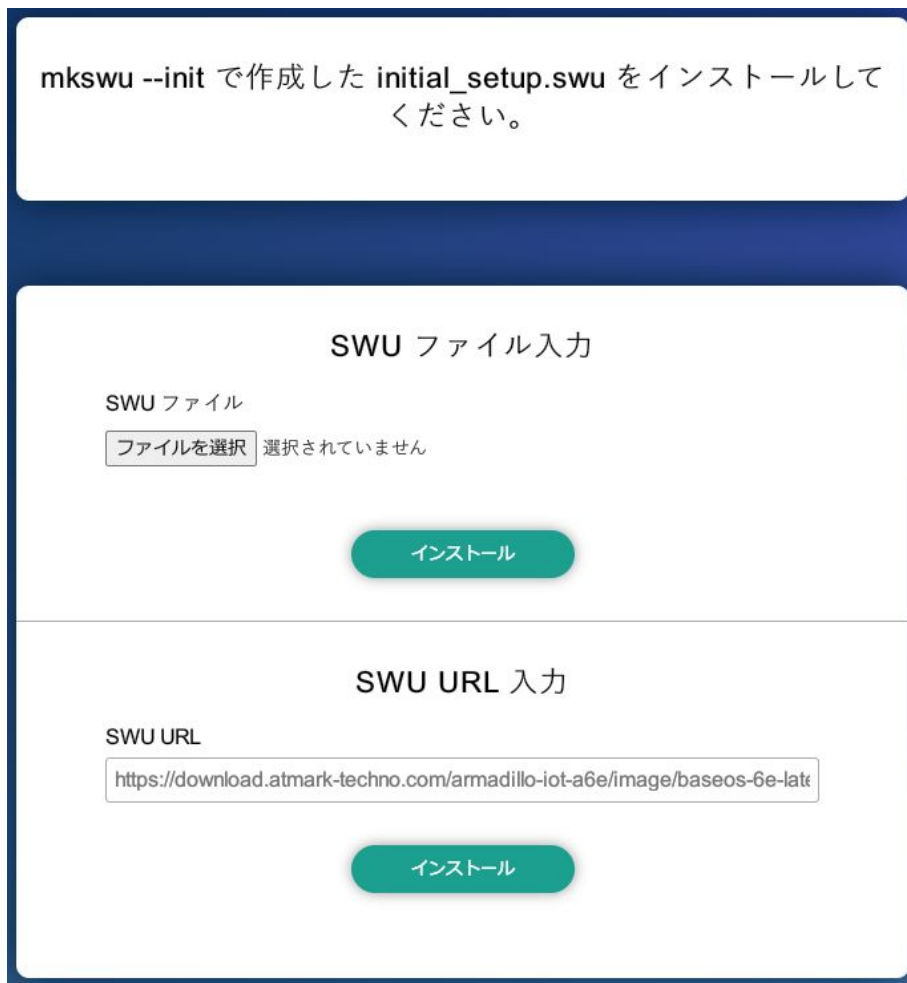 mkswu --init で作成した initial_setup.swu をインストールして
ください。
SWU ファイル入力
SWU ファイル
ファイルを選択 選択されていません
インストール
SWU URL 入力
SWU URL
https://download.atmark-techno.com/armadillo-iot-a6e/image/baseos-6e-late
インストール